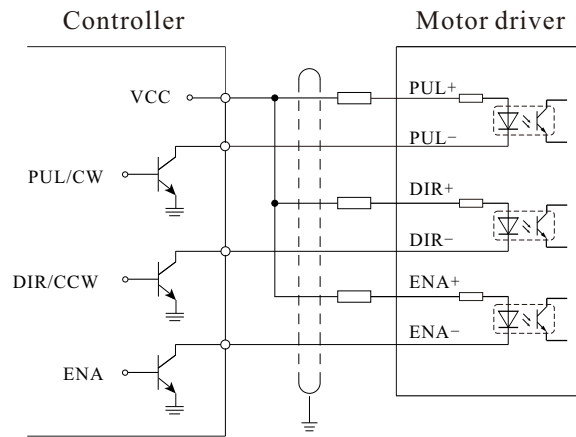 Controller
Motor driver
VCC
PUL+
PUL−
PUL/CW
DIR+
DIR−
DIR/CCW
ENA+
ENA−
ENA